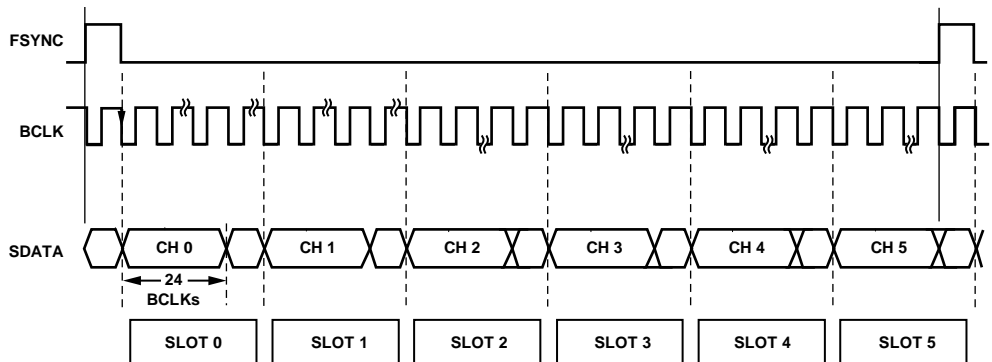 FSYNC
BCLK
SDATA
CH 0
CH 1
CH 2
CH 3
CH 4
CH 5
24
BCLKs
SLOT 0
SLOT 1
SLOT 2
SLOT 3
SLOT 4
SLOT 5